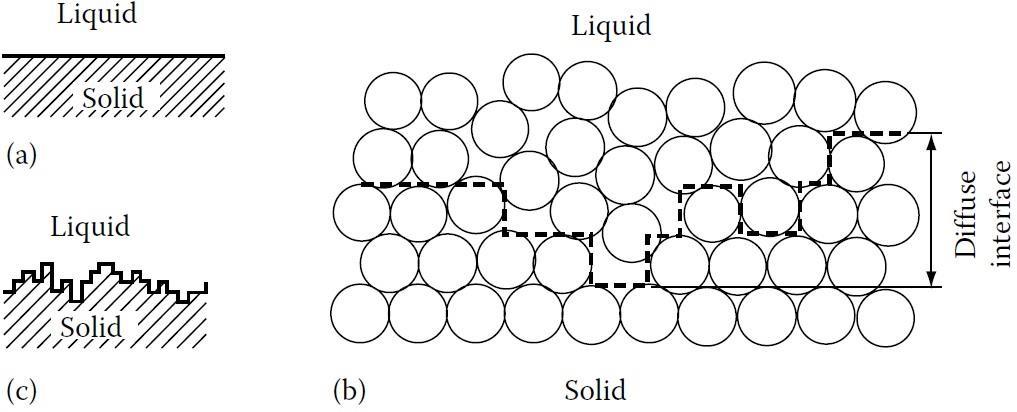 Liquid
Solid
(a)
Liquid
Solid
(c)
Liquid
Diffuse
interface
(b)
Solid